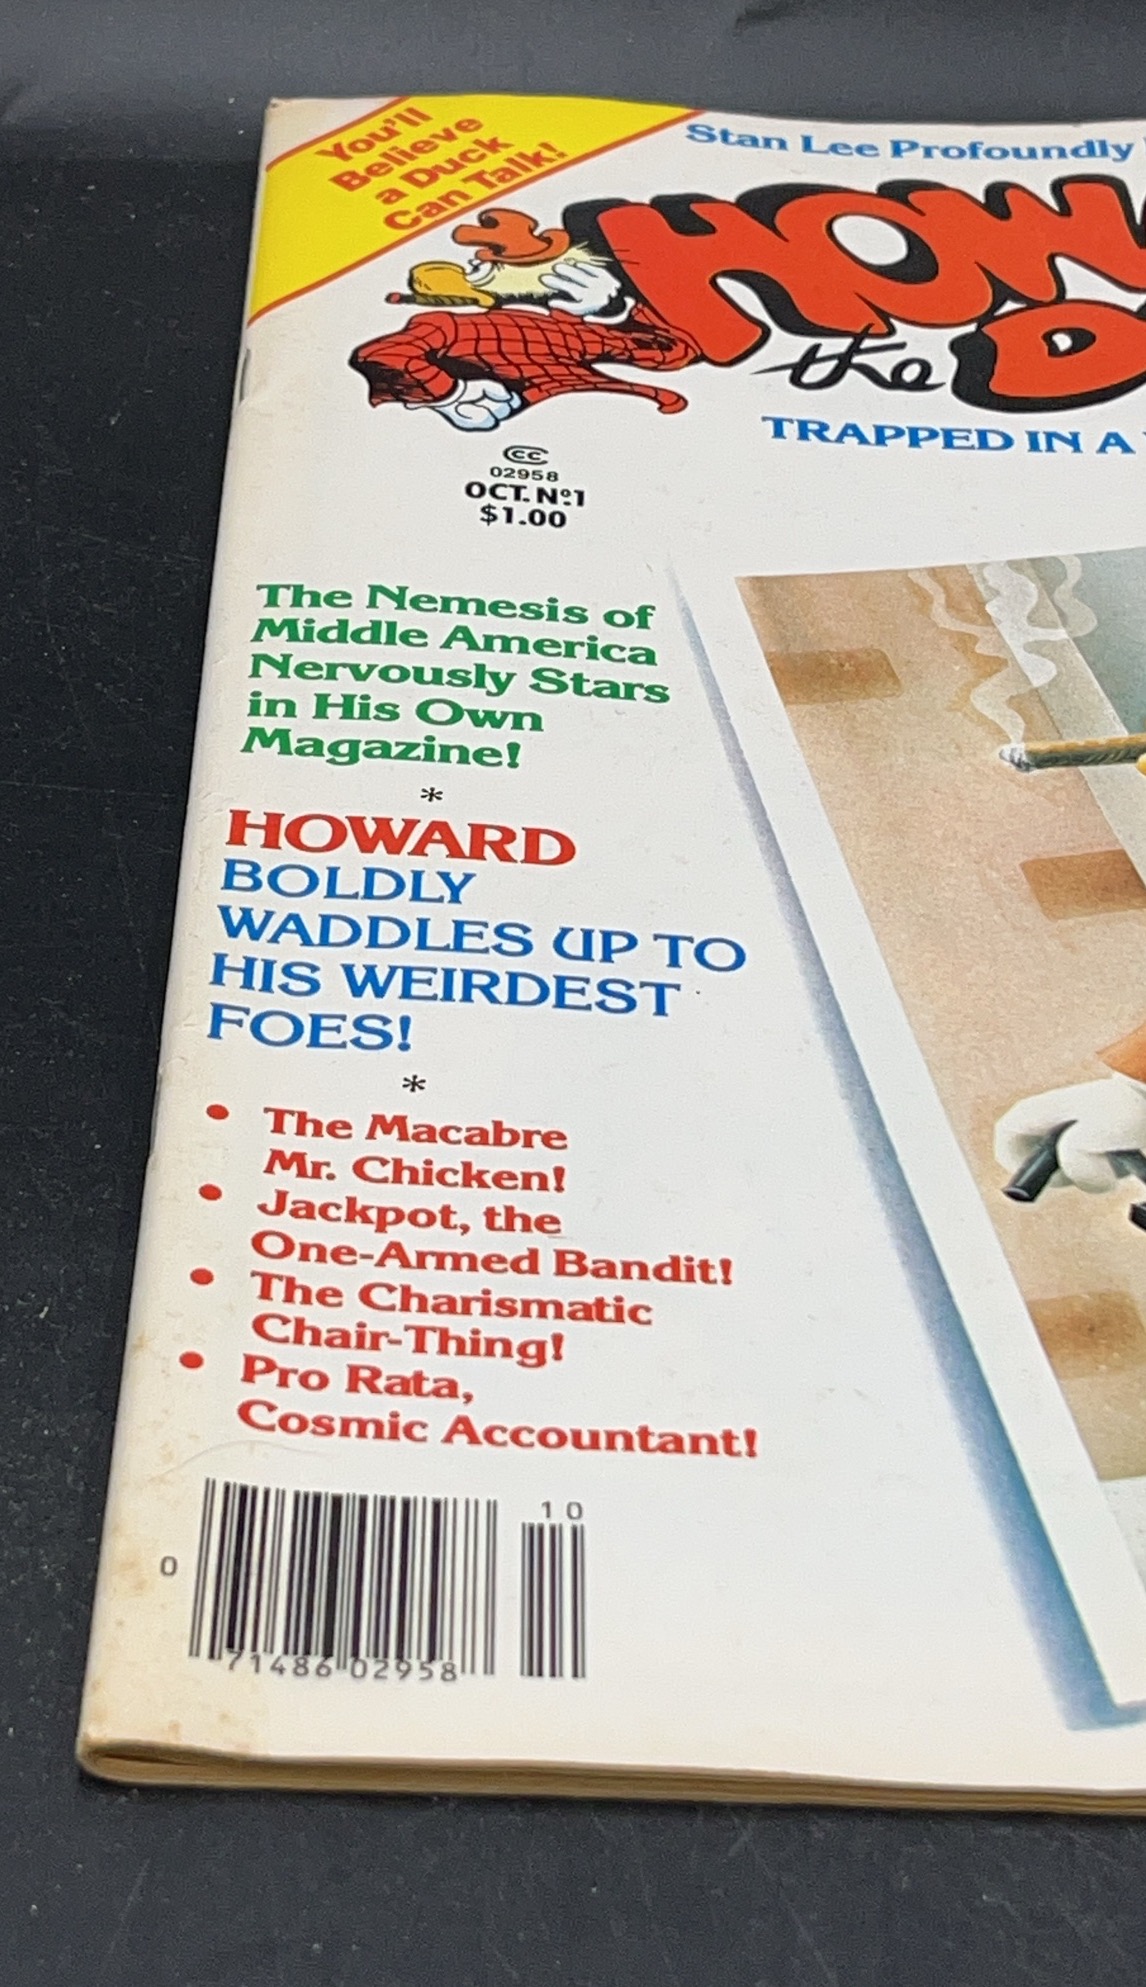 You'll
Believe
a Duck
Can Talk!
Stan Lee Profoundly
HOW
the D
TRAPPED IN A
CC
02958
OCT. Nº1
$1.00
The Nemesis of
Middle America
Nervously Stars
in His Own
Magazine!
*
HOWARD
BOLDLY
WADDLES UP TO
HIS WEIRDEST
FOES!
*
• The Macabre
Mr. Chicken!
• Jackpot, the
One-Armed Bandit!
• The Charismatic
Chair-Thing!
• Pro Rata,
Cosmic Accountant!
10
0
71486 02958